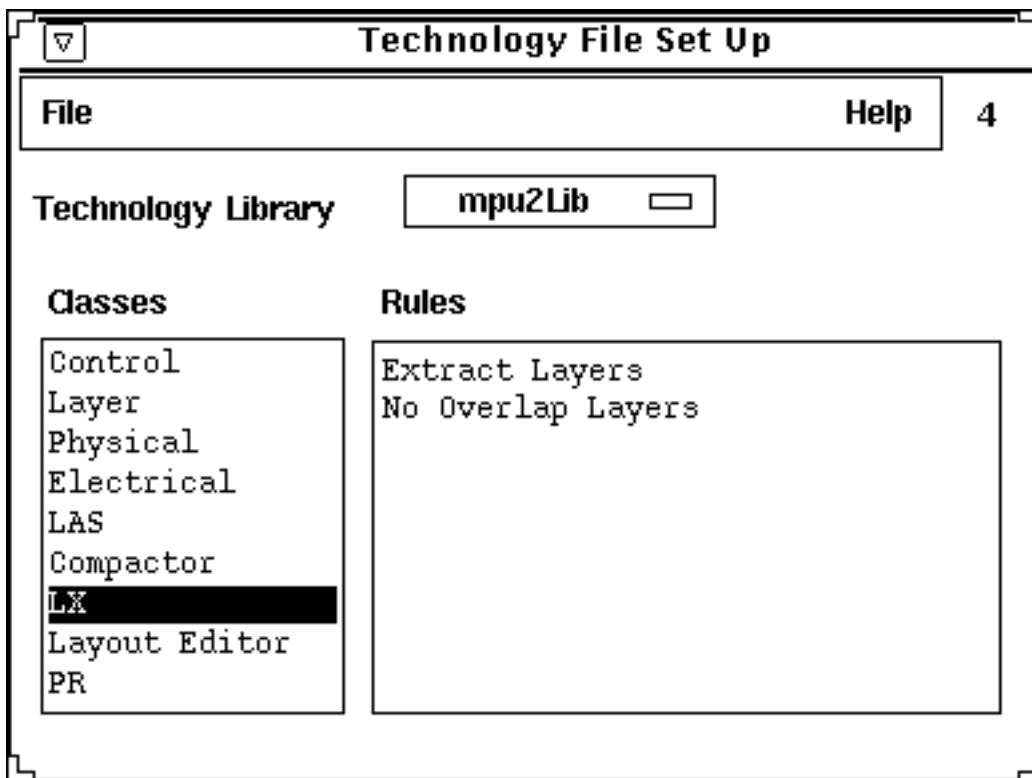 Technology File Set Up
File Help 4
Technology Library mpu2Lib
Classes Rules
Control
Layer
Physical
Electrical
LAS
Compactor
LX
Layout Editor
PR
Extract Layers
No Overlap Layers